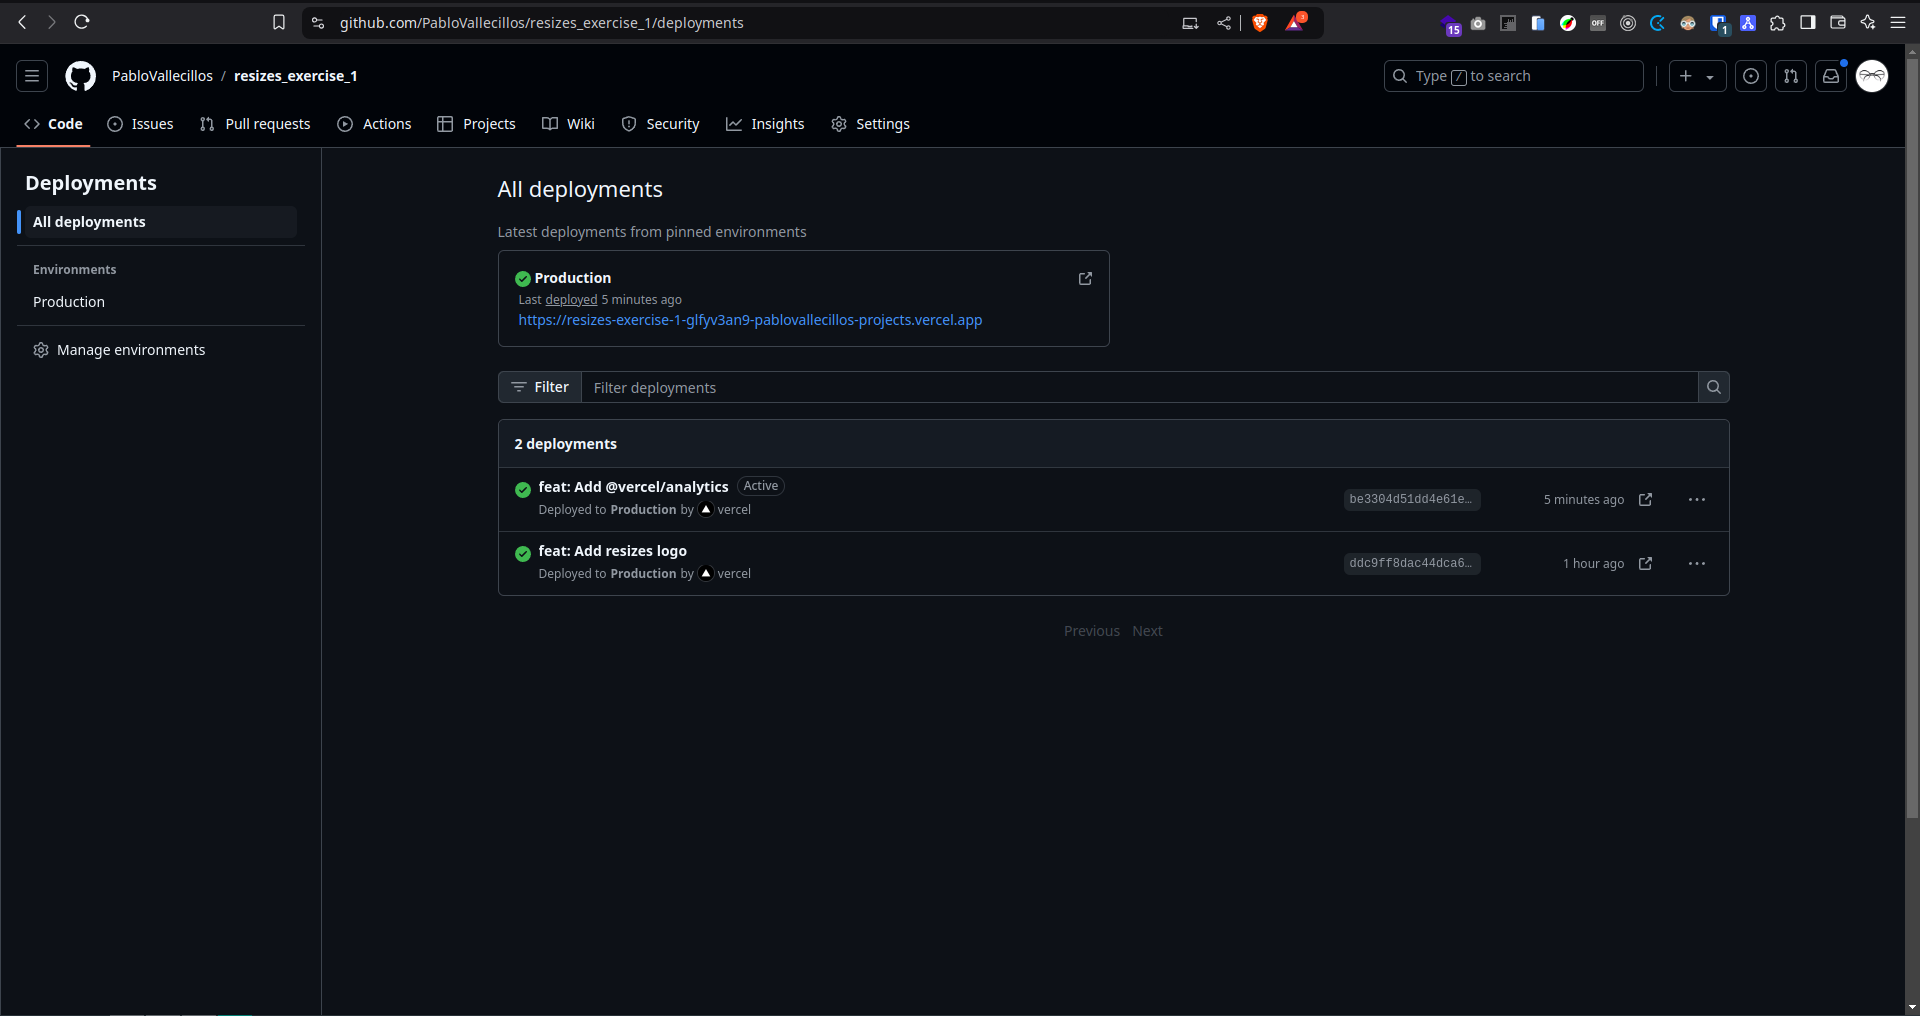 github.com/PabloVallecillos/resizes_exercise_1/deployments
3
15
OFF
1
PabloVallecillos / resizes_exercise_1
Type / to search
Code
Issues
Pull requests
Actions
Projects
Wiki
Security
Insights
Settings
Deployments
All deployments
Environments
Production
Manage environments
All deployments
Latest deployments from pinned environments
Production
Last deployed 5 minutes ago
https://resizes-exercise-1-glfyv3an9-pablovallecillos-projects.vercel.app
Filter
Filter deployments
2 deployments
feat: Add @vercel/analytics Active
Deployed to Production by vercel
be3304d51dd4e61e…
5 minutes ago
feat: Add resizes logo
Deployed to Production by vercel
ddc9ff8dac44dca6…
1 hour ago
Previous Next